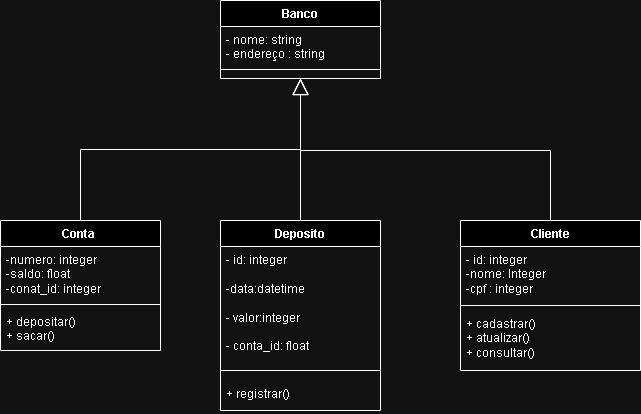 Banco
- nome: string
- endereço : string
Conta
-numero: integer
-saldo: float
-conat_id: integer
+ depositar()
+ sacar()
Deposito
- id: integer
-data:datetime
- valor:integer
- conta_id: float
+ registrar()
Cliente
- id: integer
-nome: Integer
-cpf : integer
+ cadastrar()
+ atualizar()
+ consultar()